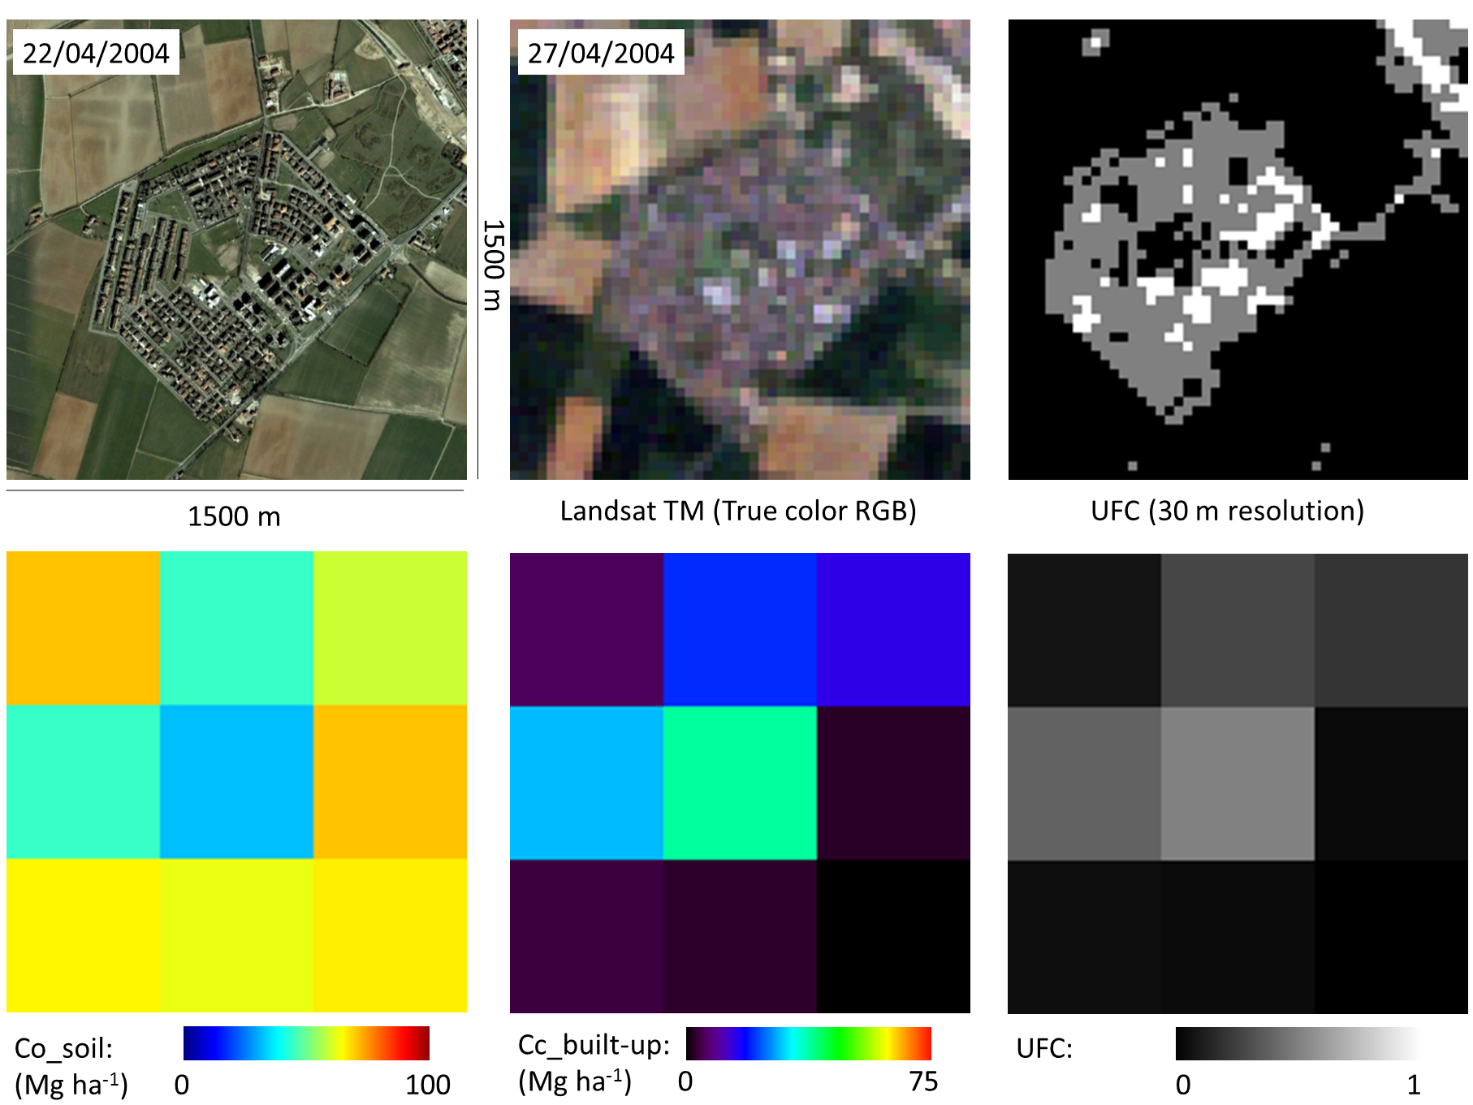 22/04/2004
27/04/2004
1500 m
1500 m
Landsat TM (True color RGB)
UFC (30 m resolution)
Co_soil:
(Mg ha⁻¹)
0
100
Cc_built-up:
(Mg ha⁻¹)
0
75
UFC:
0
1